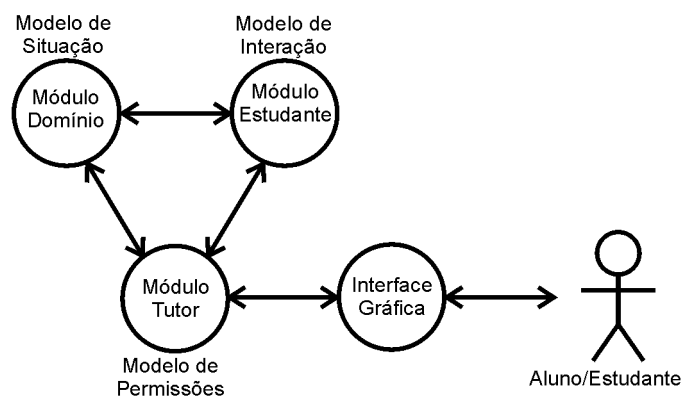 Modelo de
Situação
Modelo de
Interação
Módulo
Domínio
Módulo
Estudante
Módulo
Tutor
Interface
Gráfica
Modelo de
Permissões
Aluno/Estudante